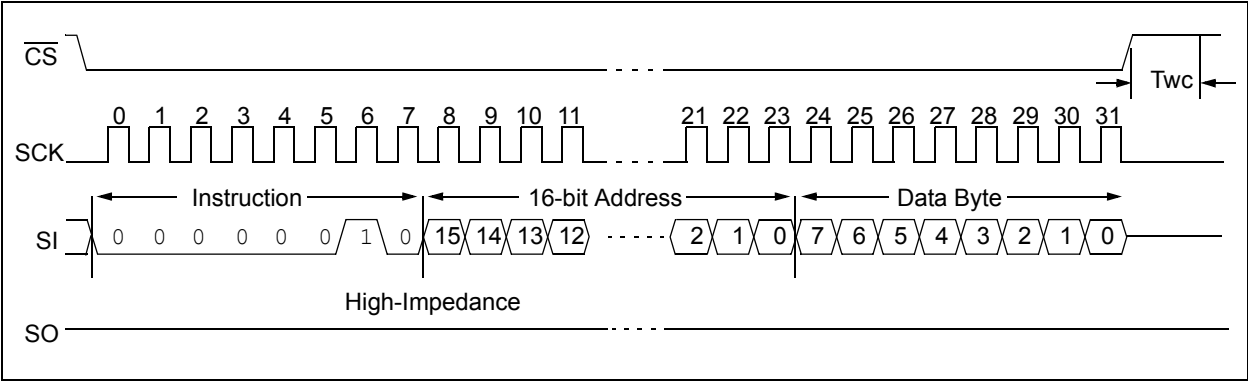 CS
Twc
0 1 2 3 4 5 6 7 8 9 10 11 21 22 23 24 25 26 27 28 29 30 31
SCK
Instruction 16-bit Address Data Byte
SI 0 0 0 0 0 0 1 0 15 14 13 12 2 1 0 7 6 5 4 3 2 1 0
High-Impedance
SO